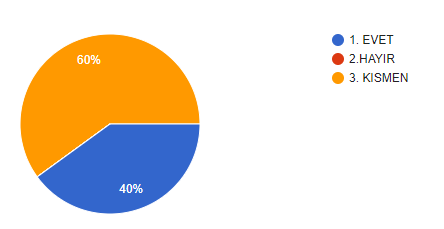 60%
40%
1. EVET
2.HAYIR
3. KISMEN